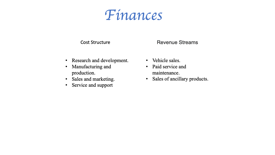 Finances
Cost Structure
Research and development.
Manufacturing and
production.
Sales and marketing.
Service and support
Revenue Streams
Vehicle sales.
Paid service and
maintenance.
Sales of ancillary products.